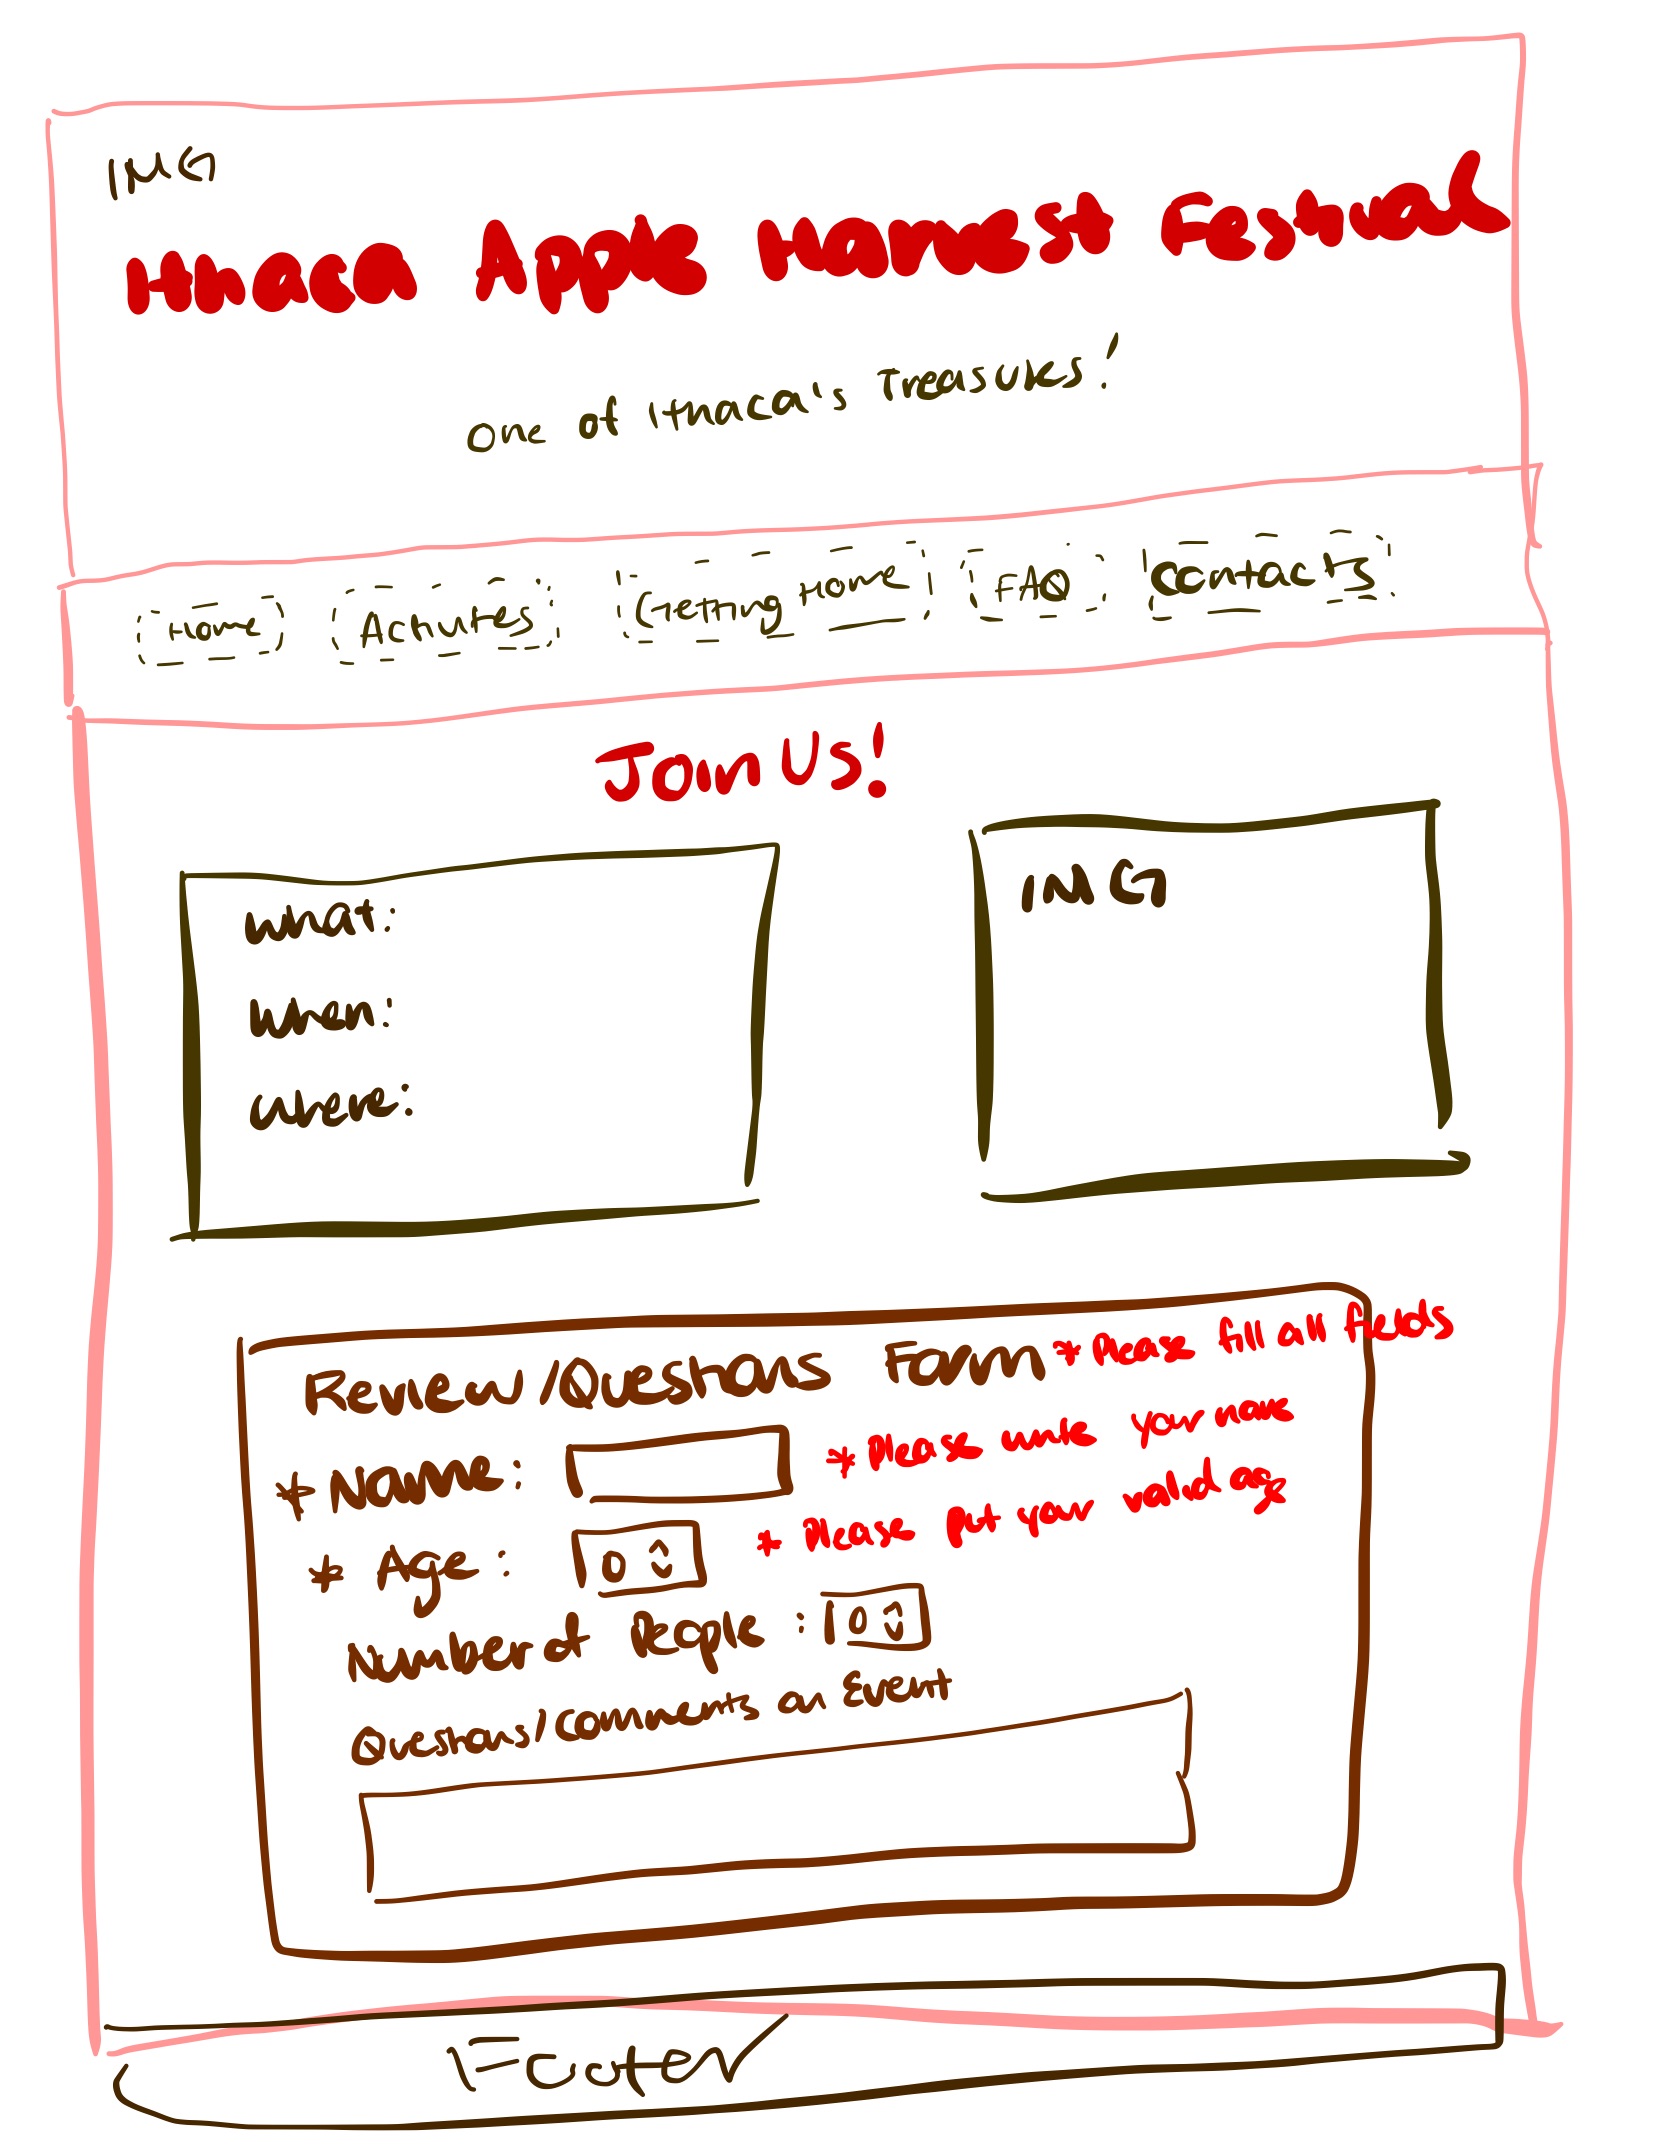 IMG
Ithaca Apple Harvest Festival
One of Ithaca's Treasures!
Home Activites Getting Home FAQ Contacts
Join Us!
What:
When:
Where:
IMG
Review/Questions Form * Please fill all fields
* Name: * Please write your name
* Age: 0 * Please put your valid age
Number of People: 0
Questions/Comments on Event
Footer